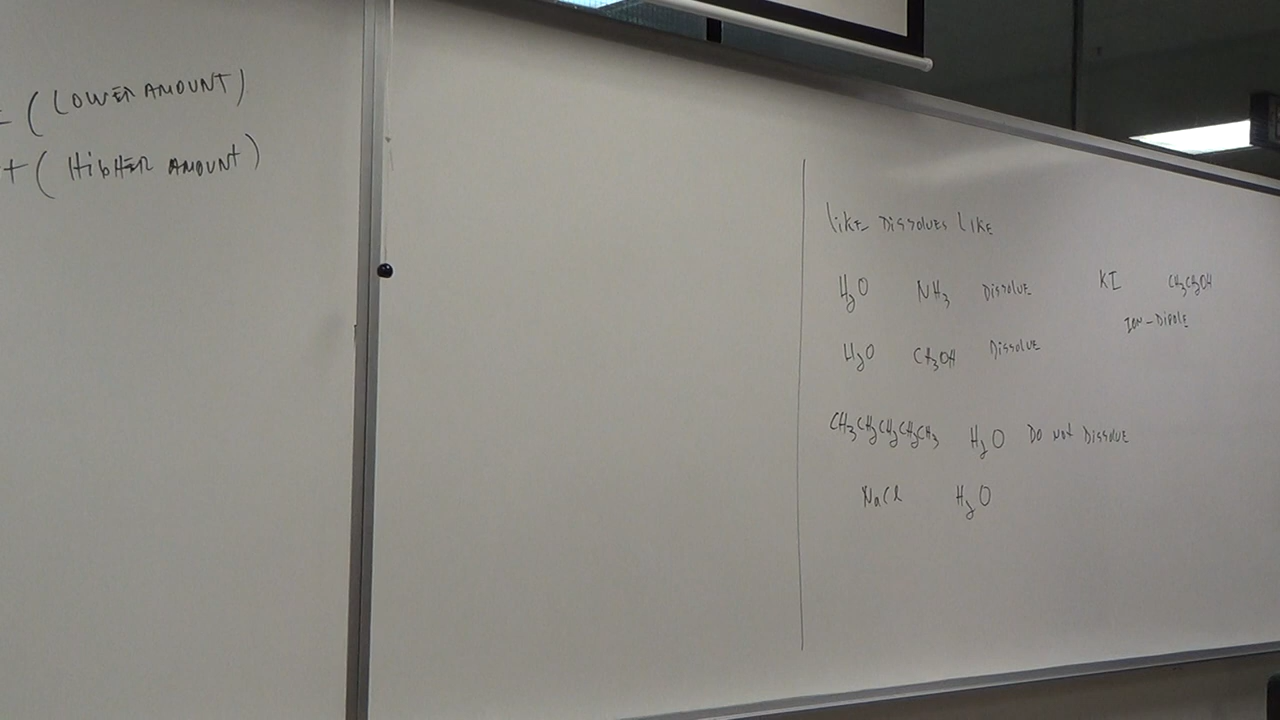 (LOWER AMOUNT)
+ (HIGHER AMOUNT)
LIKE DISSOLVES LIKE
H₂O NH₃ DISSOLVE KI CH₃CH₂OH
ION-DIPOLE
H₂O CH₃OH DISSOLVE
CH₃CH₂CH₂CH₂CH₃ H₂O DO NOT DISSOLVE
NaCl H₂O